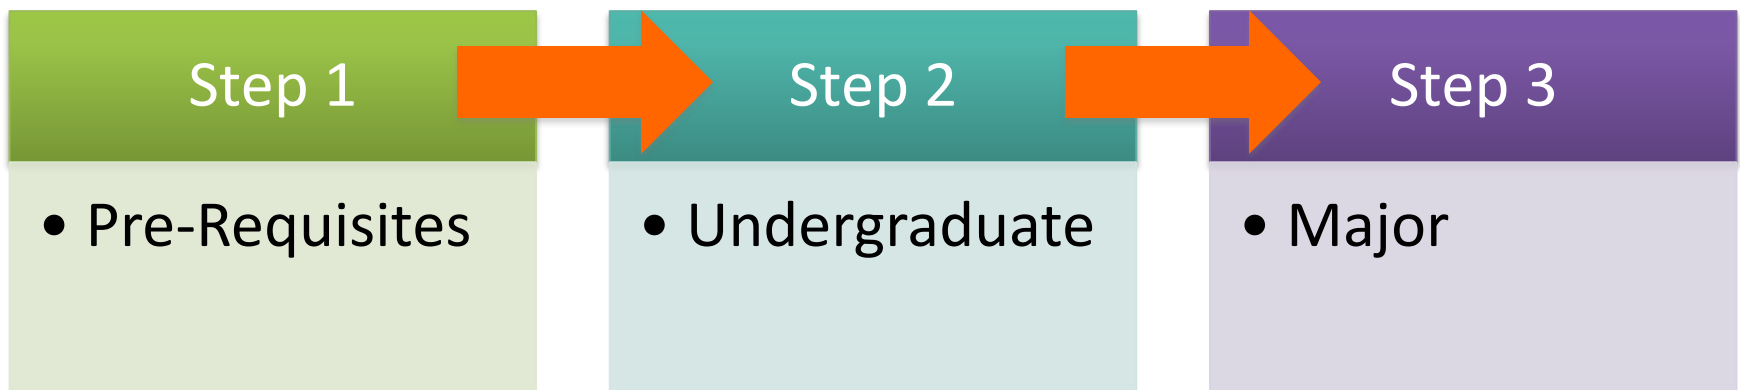 Step 1
• Pre-Requisites
Step 2
• Undergraduate
Step 3
• Major